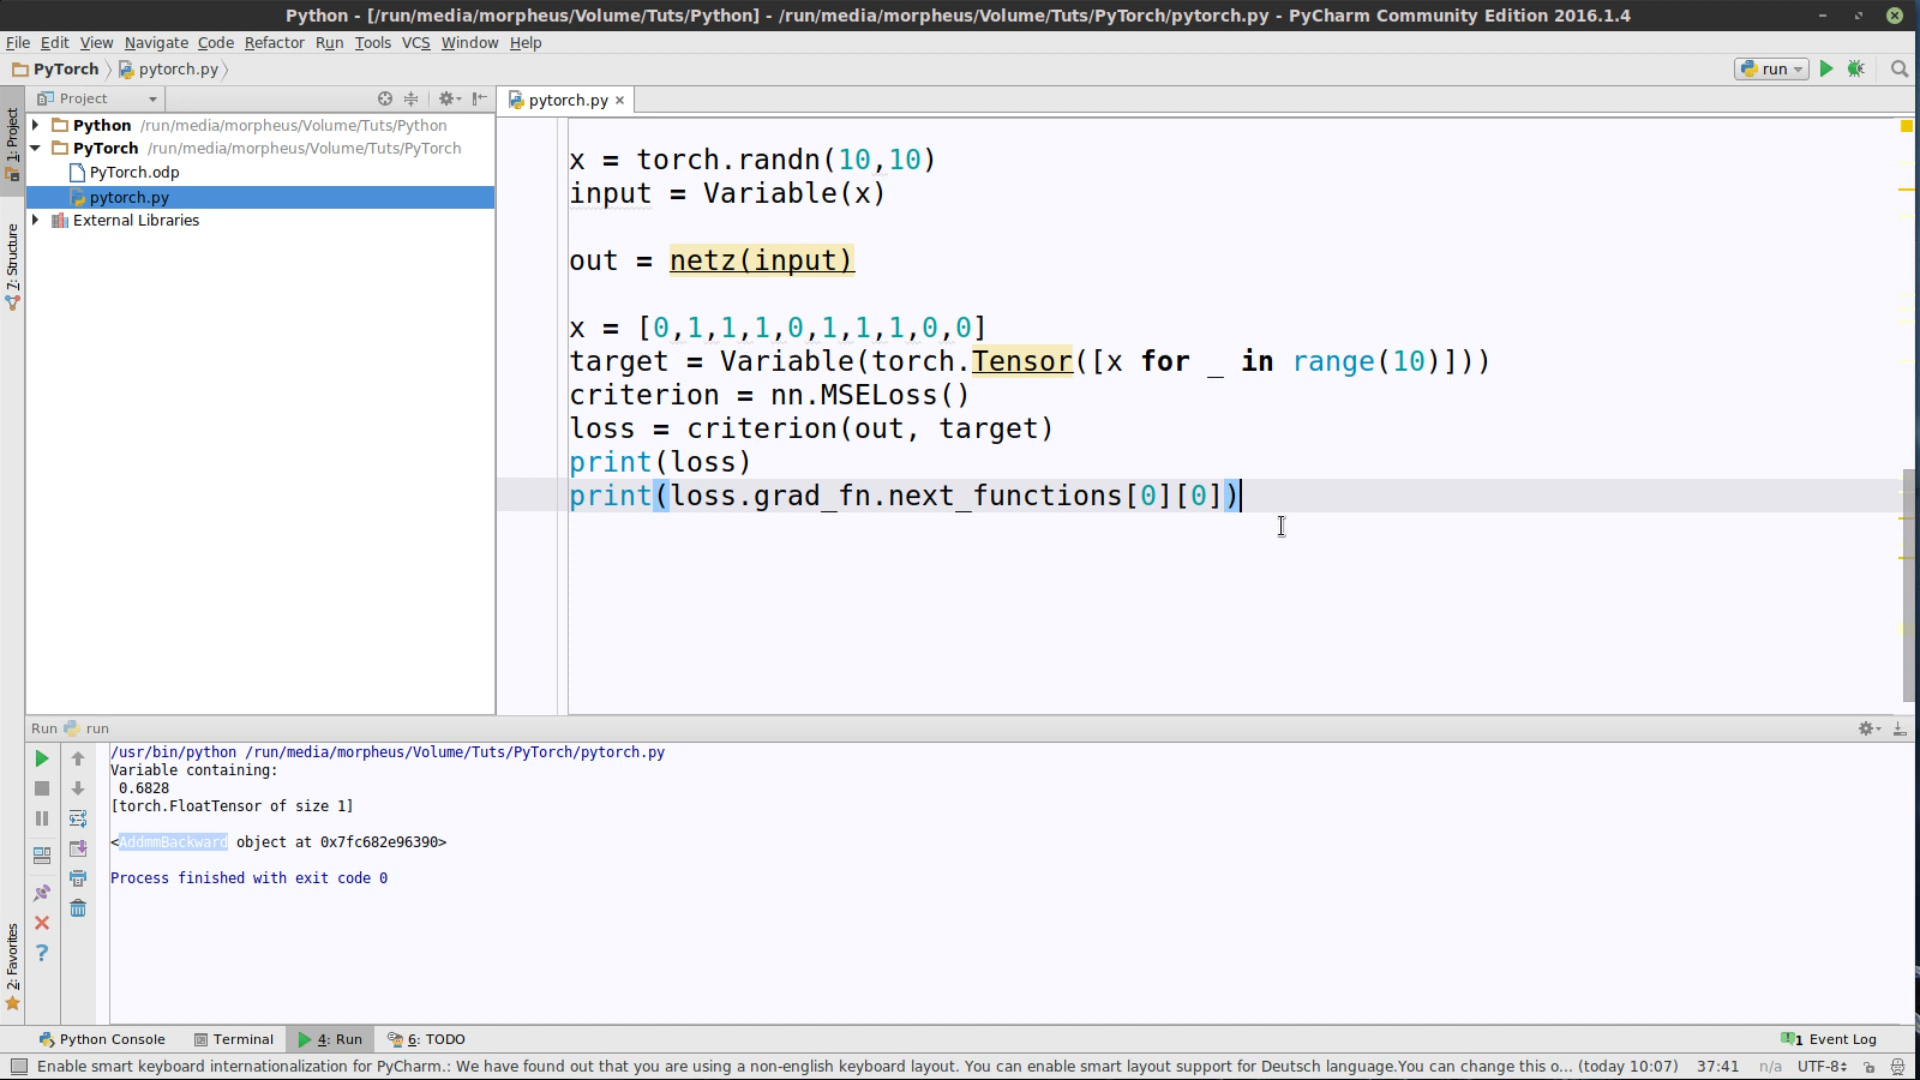 Python - [/run/media/morpheus/Volume/Tuts/Python] - /run/media/morpheus/Volume/Tuts/PyTorch/pytorch.py - PyCharm Community Edition 2016.1.4
File Edit View Navigate Code Refactor Run Tools VCS Window Help
PyTorch pytorch.py
run
Project
pytorch.py
1: Project
7: Structure
2: Favorites
Python /run/media/morpheus/Volume/Tuts/Python
PyTorch /run/media/morpheus/Volume/Tuts/PyTorch
PyTorch.odp
pytorch.py
External Libraries
x = torch.randn(10,10)
input = Variable(x)
out = netz(input)
x = [0,1,1,1,0,1,1,1,0,0]
target = Variable(torch.Tensor([x for _ in range(10)]))
criterion = nn.MSELoss()
loss = criterion(out, target)
print(loss)
print(loss.grad_fn.next_functions[0][0])
Run run
/usr/bin/python /run/media/morpheus/Volume/Tuts/PyTorch/pytorch.py
Variable containing:
0.6828
[torch.FloatTensor of size 1]
<AddmmBackward object at 0x7fc682e96390>
Process finished with exit code 0
Python Console Terminal 4: Run 6: TODO 1 Event Log
Enable smart keyboard internationalization for PyCharm.: We have found out that you are using a non-english keyboard layout. You can enable smart layout support for Deutsch language.You can change this o... (today 10:07) 37:41 n/a UTF-8